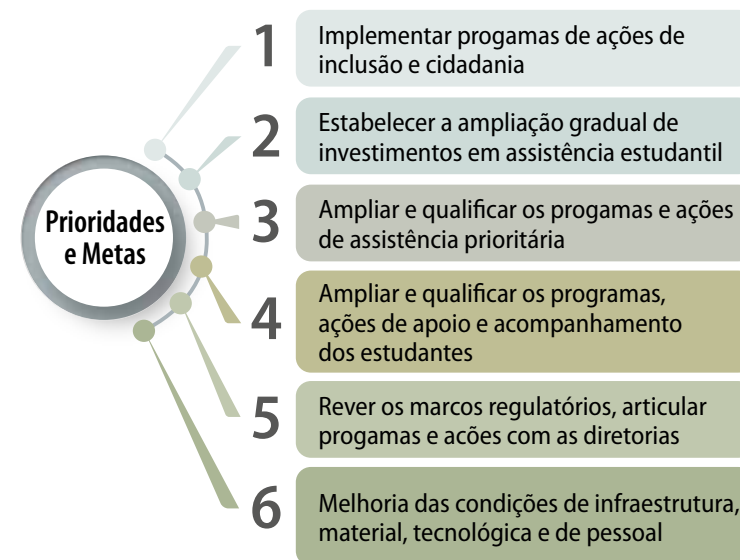 Prioridades
e Metas
1
Implementar progamas de ações de
inclusão e cidadania
2
Estabelecer a ampliação gradual de
investimentos em assistência estudantil
3
Ampliar e qualificar os progamas e ações
de assistência prioritária
4
Ampliar e qualificar os programas,
ações de apoio e acompanhamento
dos estudantes
5
Rever os marcos regulatórios, articular
progamas e acões com as diretorias
6
Melhoria das condições de infraestrutura,
material, tecnológica e de pessoal